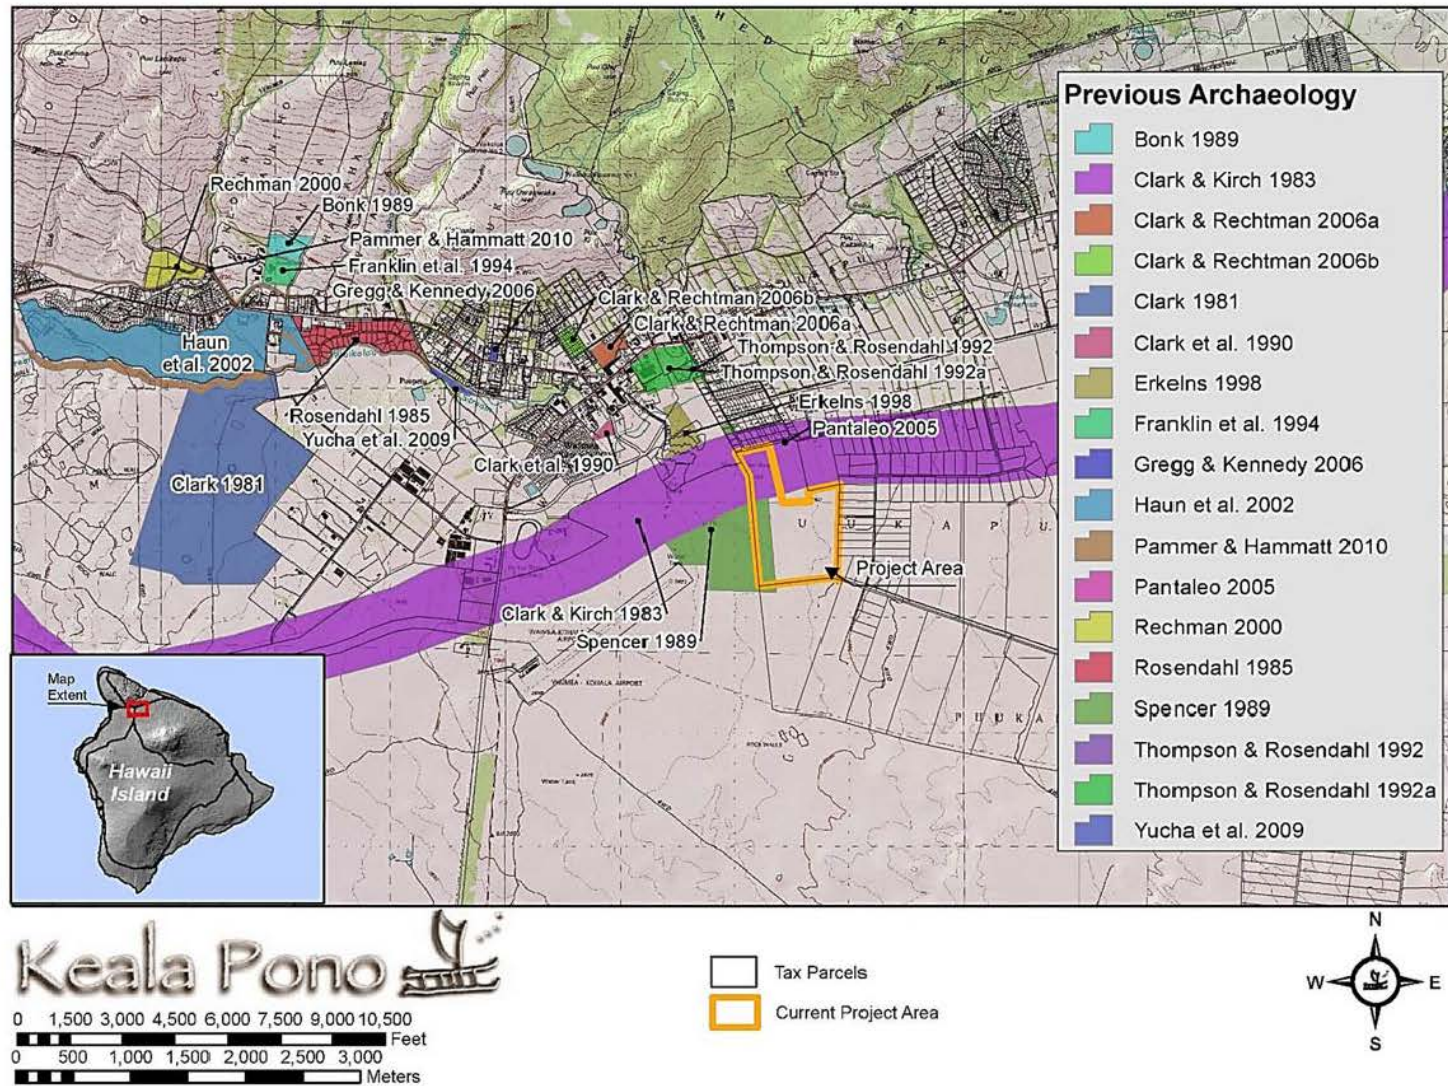 Rechman 2000
Bonk 1989
Pammer & Hammatt 2010
Franklin et al. 1994
Gregg & Kennedy 2006
Clark & Rechtman 2006b
Clark & Rechtman 2006a
Thompson & Rosendahl 1992
Thompson & Rosendahl 1992a
Haun
et al. 2002
Erkelns 1998
Pantaleo 2005
Rosendahl 1985
Yucha et al. 2009
Clark et al. 1990
Clark 1981
Project Area
Clark & Kirch 1983
Spencer 1989
WAIMEA - KOHALA AIRPORT
Water Tank
ROCK WALLS
Previous Archaeology
Bonk 1989
Clark & Kirch 1983
Clark & Rechtman 2006a
Clark & Rechtman 2006b
Clark 1981
Clark et al. 1990
Erkelns 1998
Franklin et al. 1994
Gregg & Kennedy 2006
Haun et al. 2002
Pammer & Hammatt 2010
Pantaleo 2005
Rechman 2000
Rosendahl 1985
Spencer 1989
Thompson & Rosendahl 1992
Thompson & Rosendahl 1992a
Yucha et al. 2009
Map
Extent
Hawaii
Island
Keala Pono
0 1,500 3,000 4,500 6,000 7,500 9,000 10,500
Feet
0 500 1,000 1,500 2,000 2,500 3,000
Meters
Tax Parcels
Current Project Area
N
W E
S